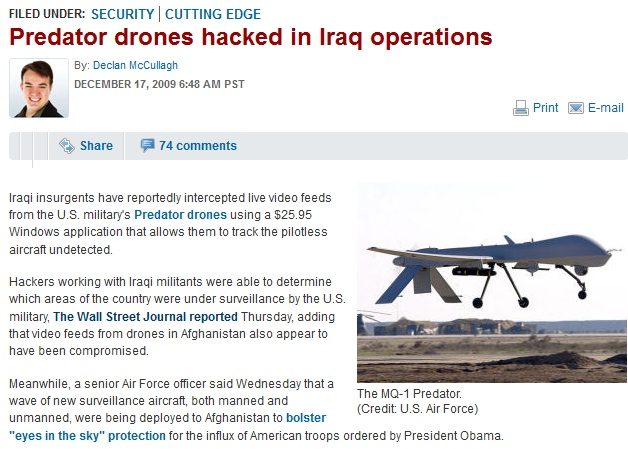 FILED UNDER: SECURITY | CUTTING EDGE
Predator drones hacked in Iraq operations
By: Declan McCullagh
DECEMBER 17, 2009 6:48 AM PST
Print E-mail
Share 74 comments
Iraqi insurgents have reportedly intercepted live video feeds
from the U.S. military's Predator drones using a $25.95
Windows application that allows them to track the pilotless
aircraft undetected.
Hackers working with Iraqi militants were able to determine
which areas of the country were under surveillance by the U.S.
military, The Wall Street Journal reported Thursday, adding
that video feeds from drones in Afghanistan also appear to
have been compromised.
Meanwhile, a senior Air Force officer said Wednesday that a
wave of new surveillance aircraft, both manned and
unmanned, were being deployed to Afghanistan to bolster
"eyes in the sky" protection for the influx of American troops ordered by President Obama.
The MQ-1 Predator.
(Credit: U.S. Air Force)